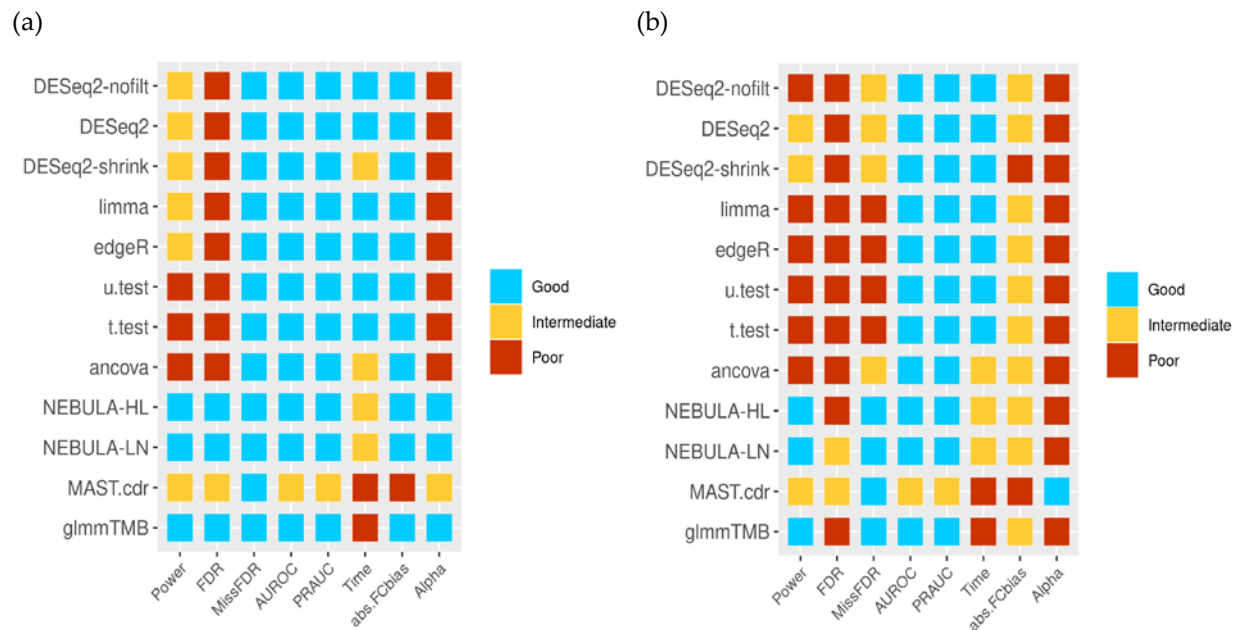 (a)
DESeq2-nofilt
DESeq2
DESeq2-shrink
limma
edgeR
u.test
t.test
ancova
NEBULA-HL
NEBULA-LN
MAST.cdr
glmmTMB
Power
FDR
MissFDR
AUROC
PRAUC
Time
abs.FCbias
Alpha
Good
Intermediate
Poor
(b)
DESeq2-nofilt
DESeq2
DESeq2-shrink
limma
edgeR
u.test
t.test
ancova
NEBULA-HL
NEBULA-LN
MAST.cdr
glmmTMB
Power
FDR
MissFDR
AUROC
PRAUC
Time
abs.FCbias
Alpha
Good
Intermediate
Poor